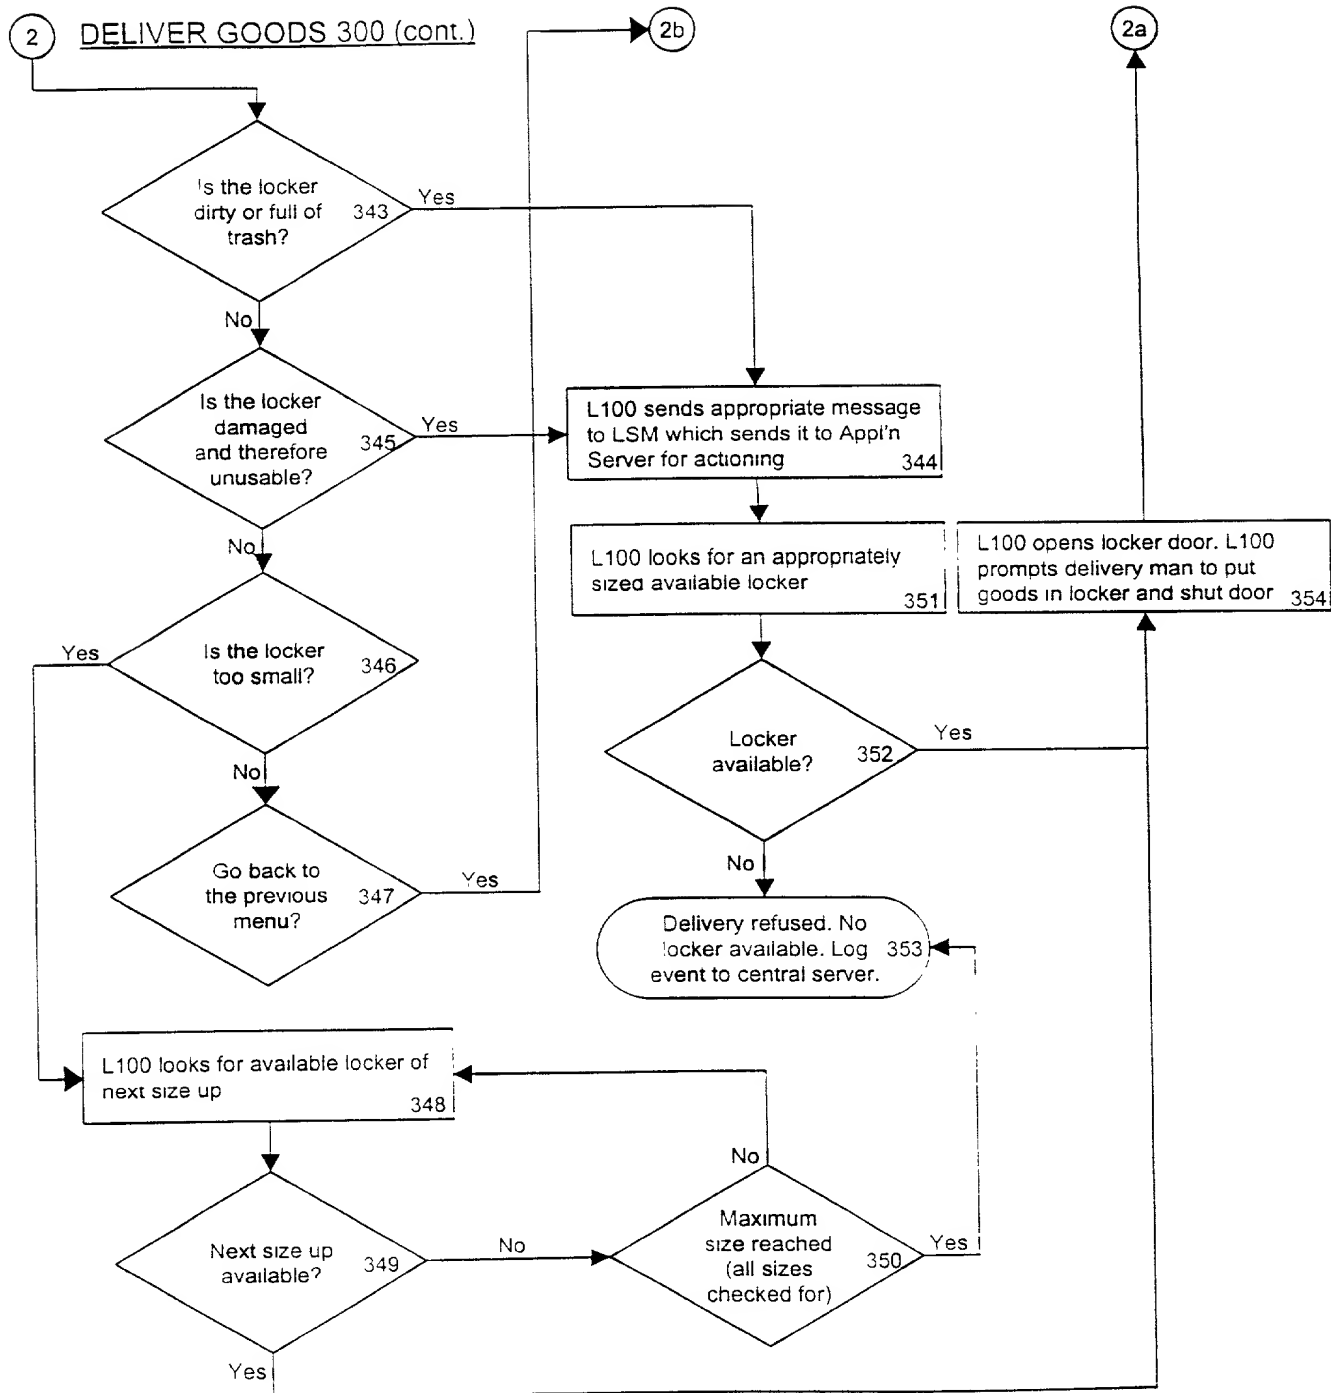 2
DELIVER GOODS 300 (cont.)
2b
2a
Is the locker
dirty or full of
trash?
343
Yes
No
Is the locker
damaged
and therefore
unusable?
345
Yes
L100 sends appropriate message
to LSM which sends it to Appl'n
Server for actioning
344
No
L100 looks for an appropriately
sized available locker
351
L100 opens locker door. L100
prompts delivery man to put
goods in locker and shut door
354
Yes
Is the locker
too small?
346
Locker
available?
352
Yes
No
Go back to
the previous
menu?
347
Yes
No
Delivery refused. No
locker available. Log
event to central server.
353
L100 looks for available locker of
next size up
348
No
Next size up
available?
349
No
Maximum
size reached
(all sizes
checked for)
350
Yes
Yes